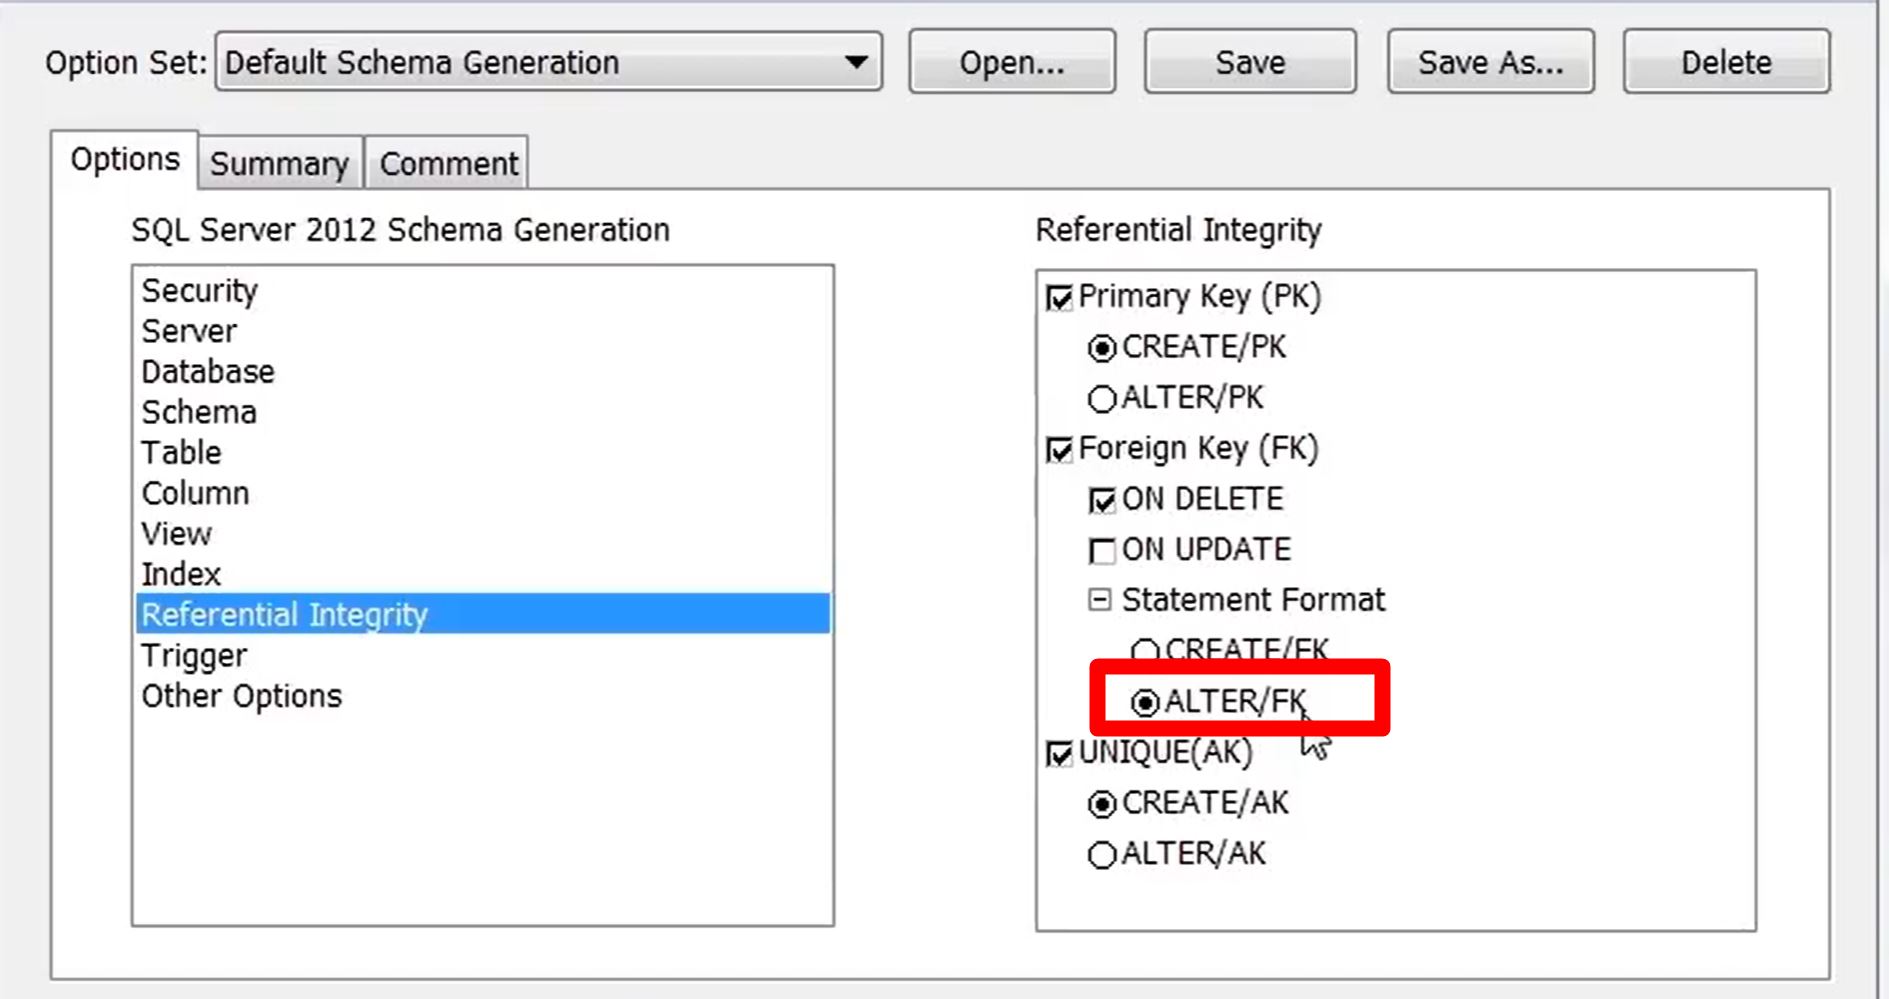 Option Set: Default Schema Generation Open... Save Save As... Delete
Options Summary Comment
SQL Server 2012 Schema Generation
Security
Server
Database
Schema
Table
Column
View
Index
Referential Integrity
Trigger
Other Options
Referential Integrity
Primary Key (PK)
CREATE/PK
ALTER/PK
Foreign Key (FK)
ON DELETE
ON UPDATE
Statement Format
CREATE/FK
ALTER/FK
UNIQUE(AK)
CREATE/AK
ALTER/AK